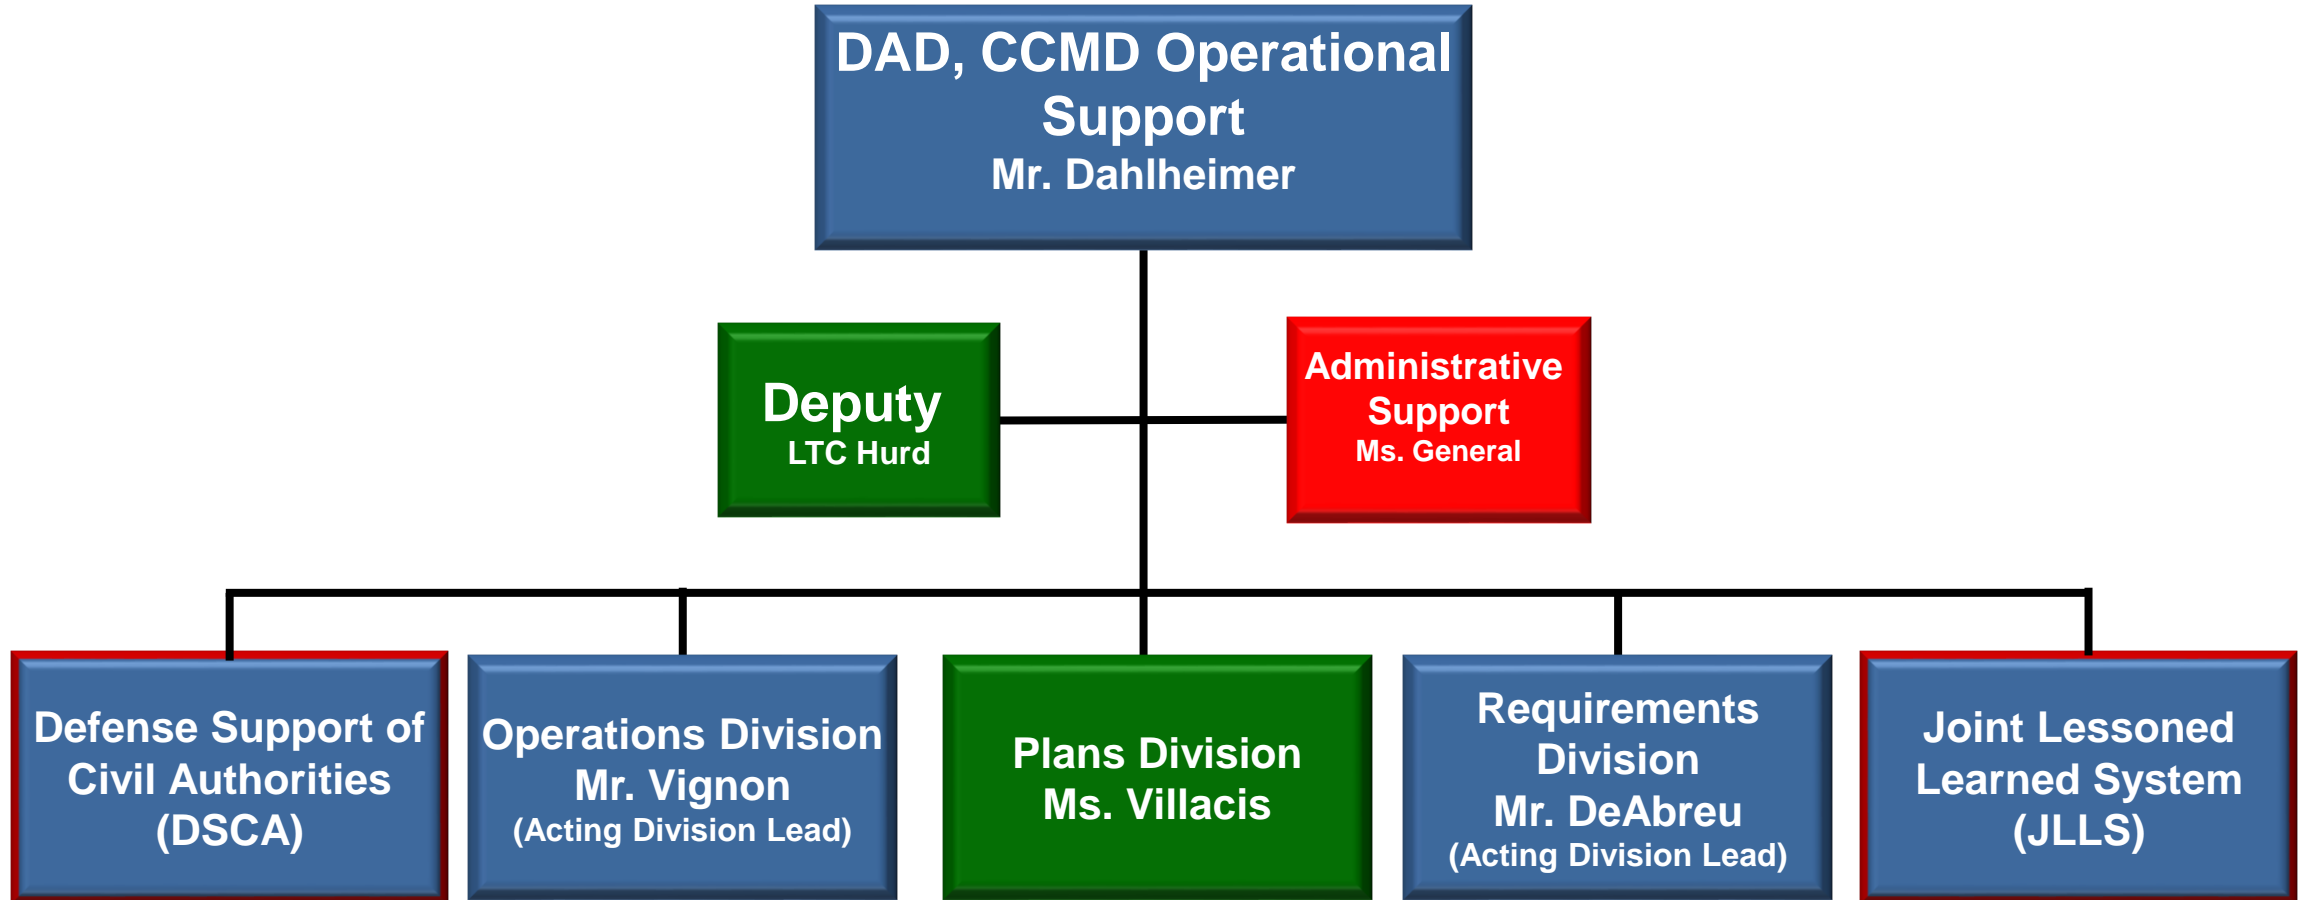 DAD, CCMD Operational
Support
Mr. Dahlheimer
Deputy
LTC Hurd
Administrative
Support
Ms. General
Defense Support of
Civil Authorities
(DSCA)
Operations Division
Mr. Vignon
(Acting Division Lead)
Plans Division
Ms. Villacis
Requirements
Division
Mr. DeAbreu
(Acting Division Lead)
Joint Lessoned
Learned System
(JLLS)